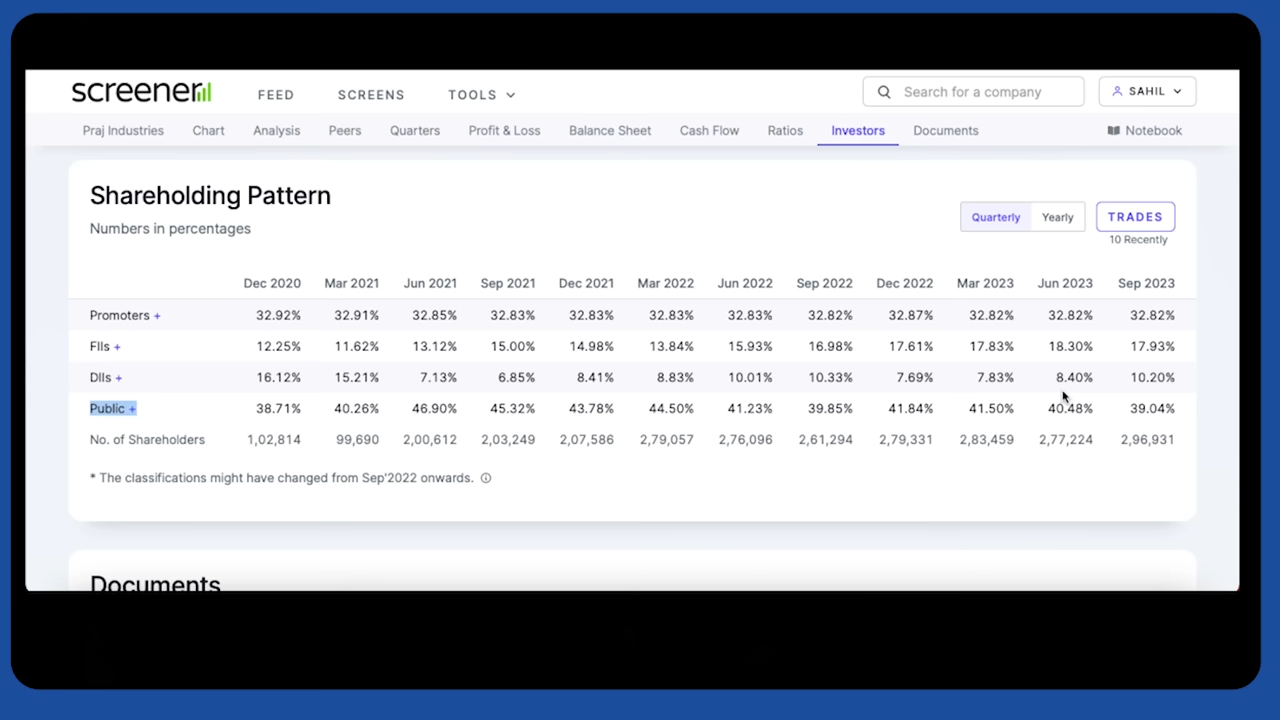 screener FEED SCREENS TOOLS Search for a company SAHIL
Praj Industries Chart Analysis Peers Quarters Profit & Loss Balance Sheet Cash Flow Ratios Investors Documents Notebook
Shareholding Pattern
Numbers in percentages
Quarterly Yearly TRADES
10 Recently
Dec 2020 Mar 2021 Jun 2021 Sep 2021 Dec 2021 Mar 2022 Jun 2022 Sep 2022 Dec 2022 Mar 2023 Jun 2023 Sep 2023
Promoters + 32.92% 32.91% 32.85% 32.83% 32.83% 32.83% 32.83% 32.82% 32.87% 32.82% 32.82% 32.82%
FIIs + 12.25% 11.62% 13.12% 15.00% 14.98% 13.84% 15.93% 16.98% 17.61% 17.83% 18.30% 17.93%
DIIs + 16.12% 15.21% 7.13% 6.85% 8.41% 8.83% 10.01% 10.33% 7.69% 7.83% 8.40% 10.20%
Public + 38.71% 40.26% 46.90% 45.32% 43.78% 44.50% 41.23% 39.85% 41.84% 41.50% 40.48% 39.04%
No. of Shareholders 1,02,814 99,690 2,00,612 2,03,249 2,07,586 2,79,057 2,76,096 2,61,294 2,79,331 2,83,459 2,77,224 2,96,931
* The classifications might have changed from Sep'2022 onwards.
Documents